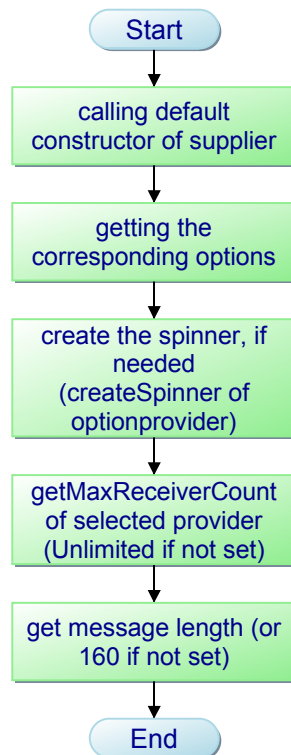 Start
calling default
constructor of supplier
getting the
corresponding options
create the spinner, if
needed
(createSpinner of
optionprovider)
getMaxReceiverCount
of selected provider
(Unlimited if not set)
get message length (or
160 if not set)
End